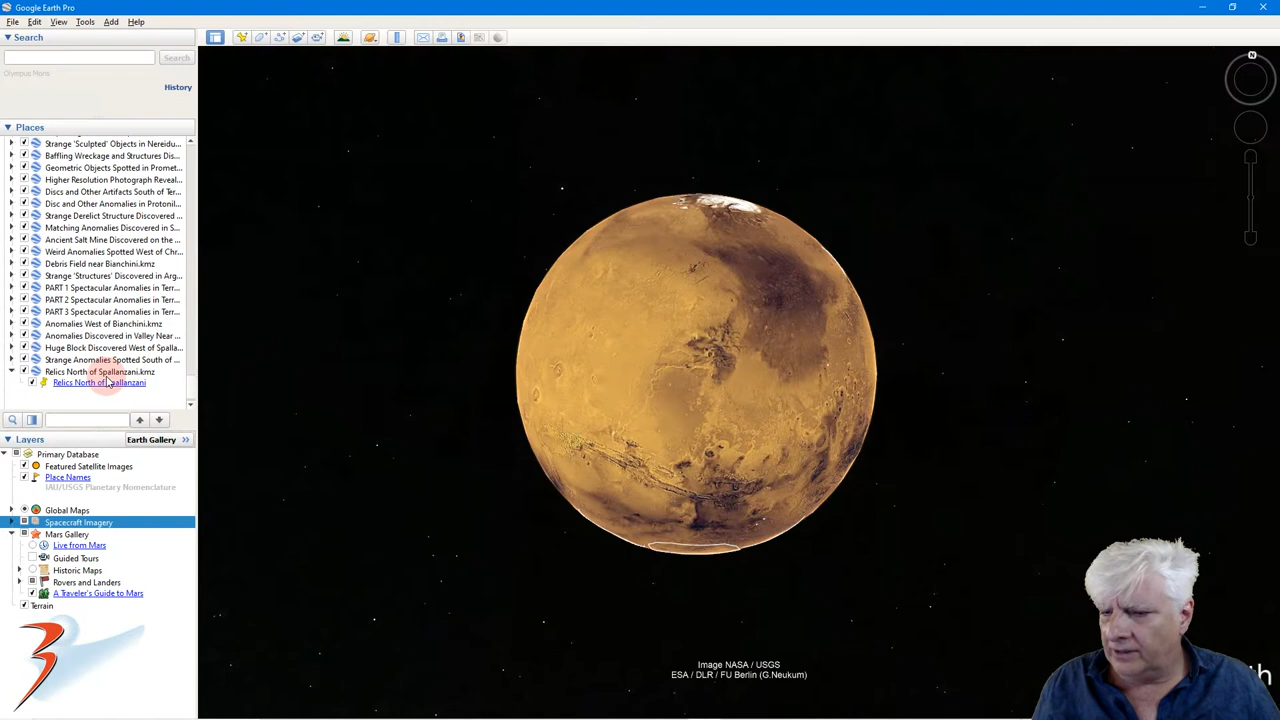 Google Earth Pro
File Edit View Tools Add Help
Search
Search
Olympus Mons
History
Places
Strange 'Sculpted' Objects in Nereidu...
Baffling Wreckage and Structures Dis...
Geometric Objects Spotted in Promet...
Higher Resolution Photograph Reveal...
Discs and Other Artifacts South of Ter...
Disc and Other Anomalies in Protonil...
Strange Derelict Structure Discovered ...
Matching Anomalies Discovered in S...
Ancient Salt Mine Discovered on the ...
Weird Anomalies Spotted West of Chr...
Debris Field near Bianchini.kmz
Strange 'Structures' Discovered in Arg...
PART 1 Spectacular Anomalies in Terr...
PART 2 Spectacular Anomalies in Terr...
PART 3 Spectacular Anomalies in Terr...
Anomalies West of Bianchini.kmz
Anomalies Discovered in Valley Near ...
Huge Block Discovered West of Spalla...
Strange Anomalies Spotted South of ...
Relics North of Spallanzani.kmz
Relics North of Spallanzani
Layers
Earth Gallery >>
Primary Database
Featured Satellite Images
Place Names
IAU/USGS Planetary Nomenclature
Global Maps
Spacecraft Imagery
Mars Gallery
Live from Mars
Guided Tours
Historic Maps
Rovers and Landers
A Traveler's Guide to Mars
Terrain
N
Image NASA / USGS
ESA / DLR / FU Berlin (G.Neukum)